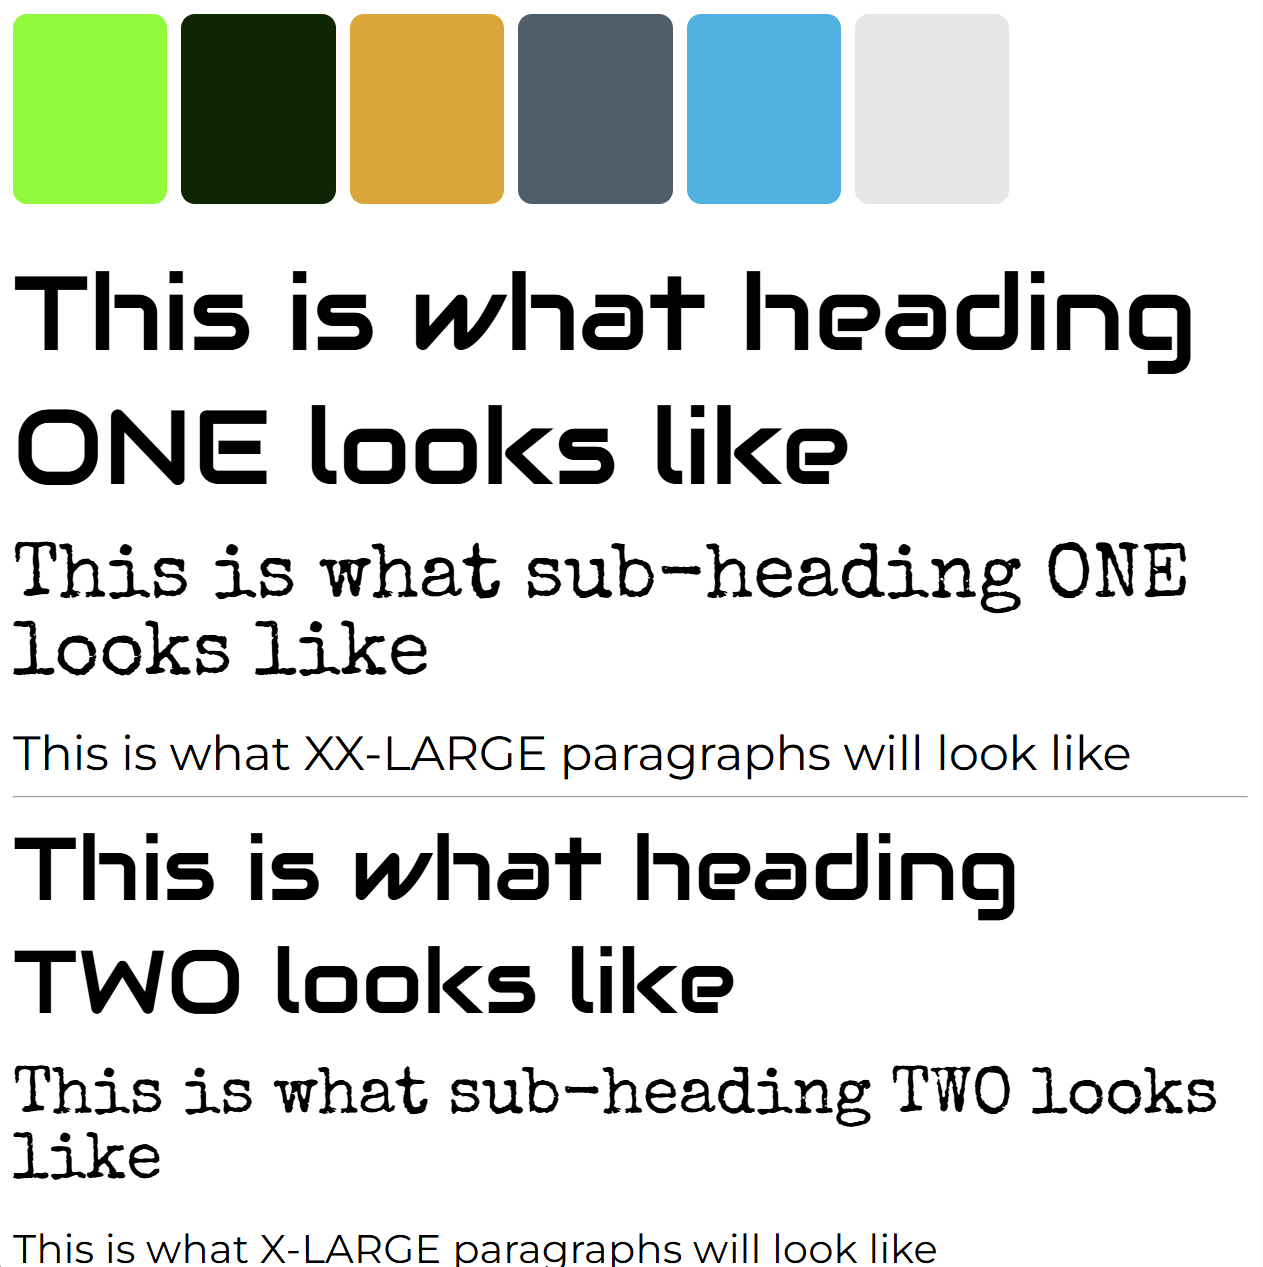 This is what heading
ONE looks like
This is what sub-heading ONE
looks like
This is what XX-LARGE paragraphs will look like
This is what heading
TWO looks like
This is what sub-heading TWO looks
like
This is what X-LARGE paragraphs will look like